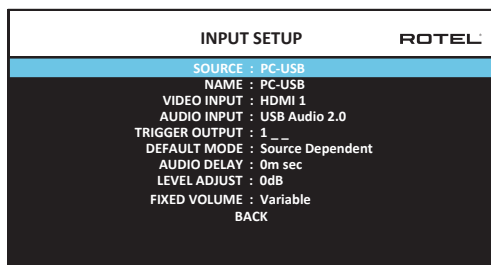 INPUT SETUP ROTEL
SOURCE : PC-USB
NAME : PC-USB
VIDEO INPUT : HDMI 1
AUDIO INPUT : USB Audio 2.0
TRIGGER OUTPUT : 1 _ _
DEFAULT MODE : Source Dependent
AUDIO DELAY : 0m sec
LEVEL ADJUST : 0dB
FIXED VOLUME : Variable
BACK